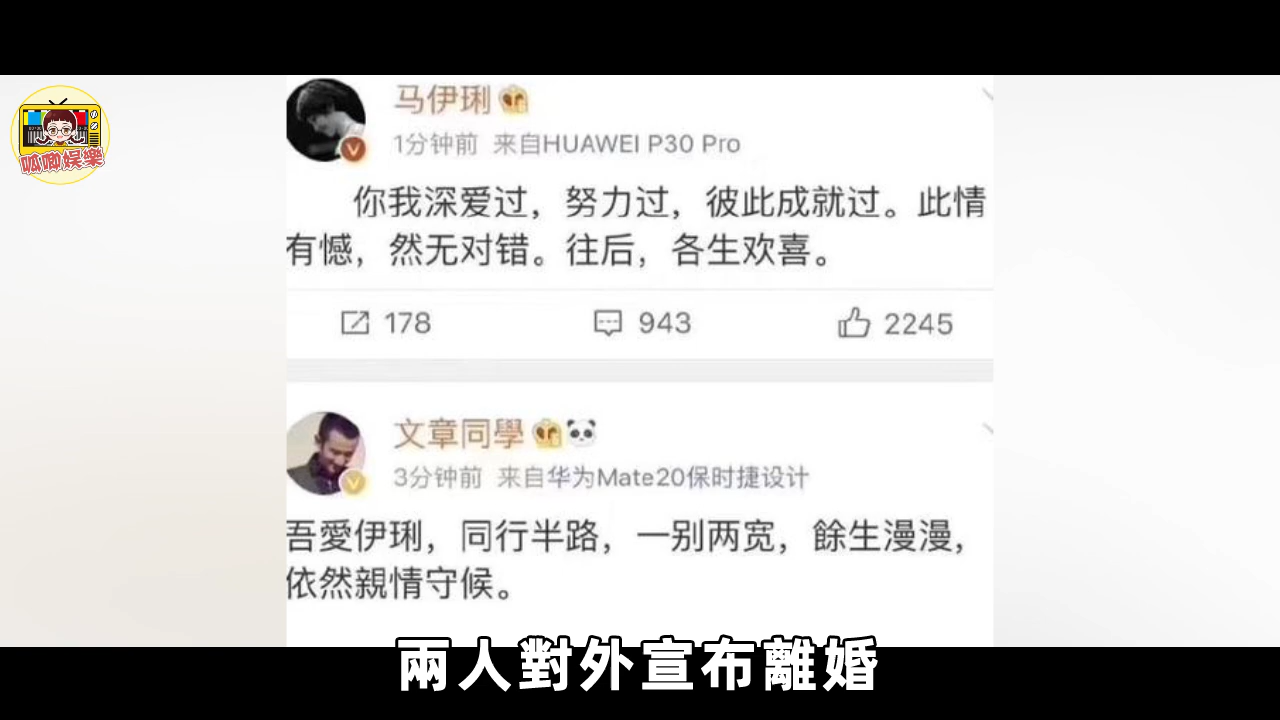 呱唧娱樂
马伊琍
1分钟前 来自HUAWEI P30 Pro
你我深爱过，努力过，彼此成就过。此情
有憾，然无对错。往后，各生欢喜。
178 943 2245
文章同學
3分钟前 来自华为Mate20保时捷设计
吾愛伊琍，同行半路，一别两宽，餘生漫漫，
依然親情守候。
兩人對外宣布離婚